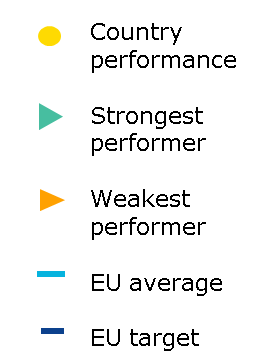 Country
performance
Strongest
performer
Weakest
performer
EU average
EU target